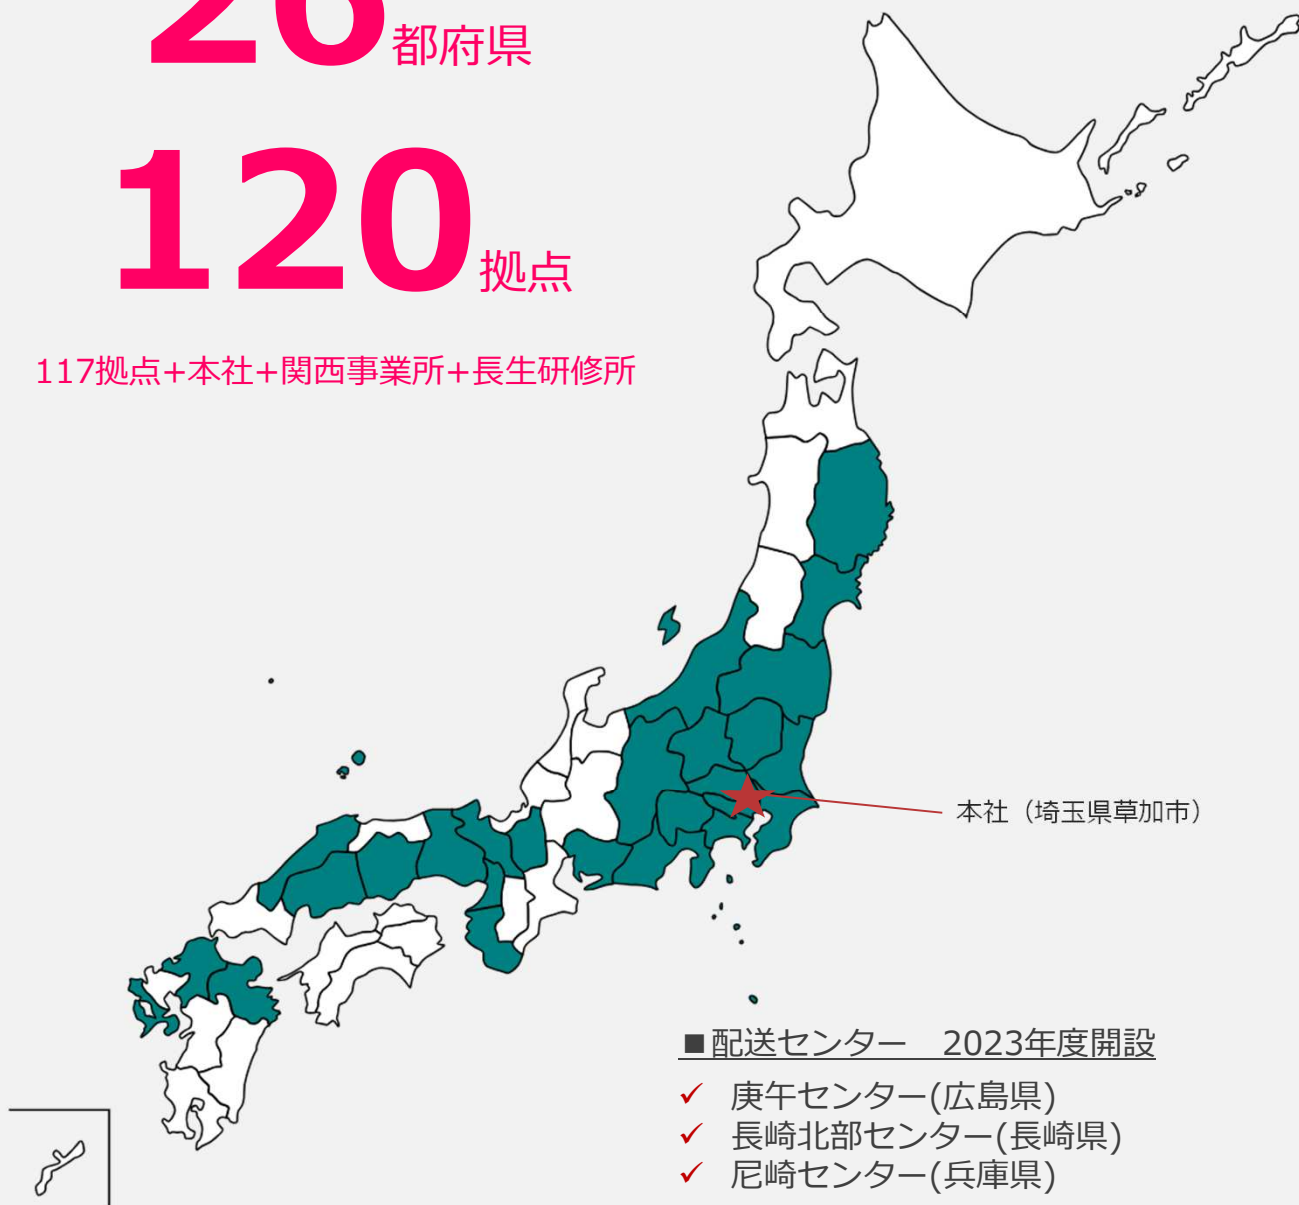 26都府県
120拠点
117拠点+本社+関西事業所+長生研修所
本社（埼玉県草加市）
■配送センター　2023年度開設
✓ 庚午センター(広島県)
✓ 長崎北部センター(長崎県)
✓ 尼崎センター(兵庫県)